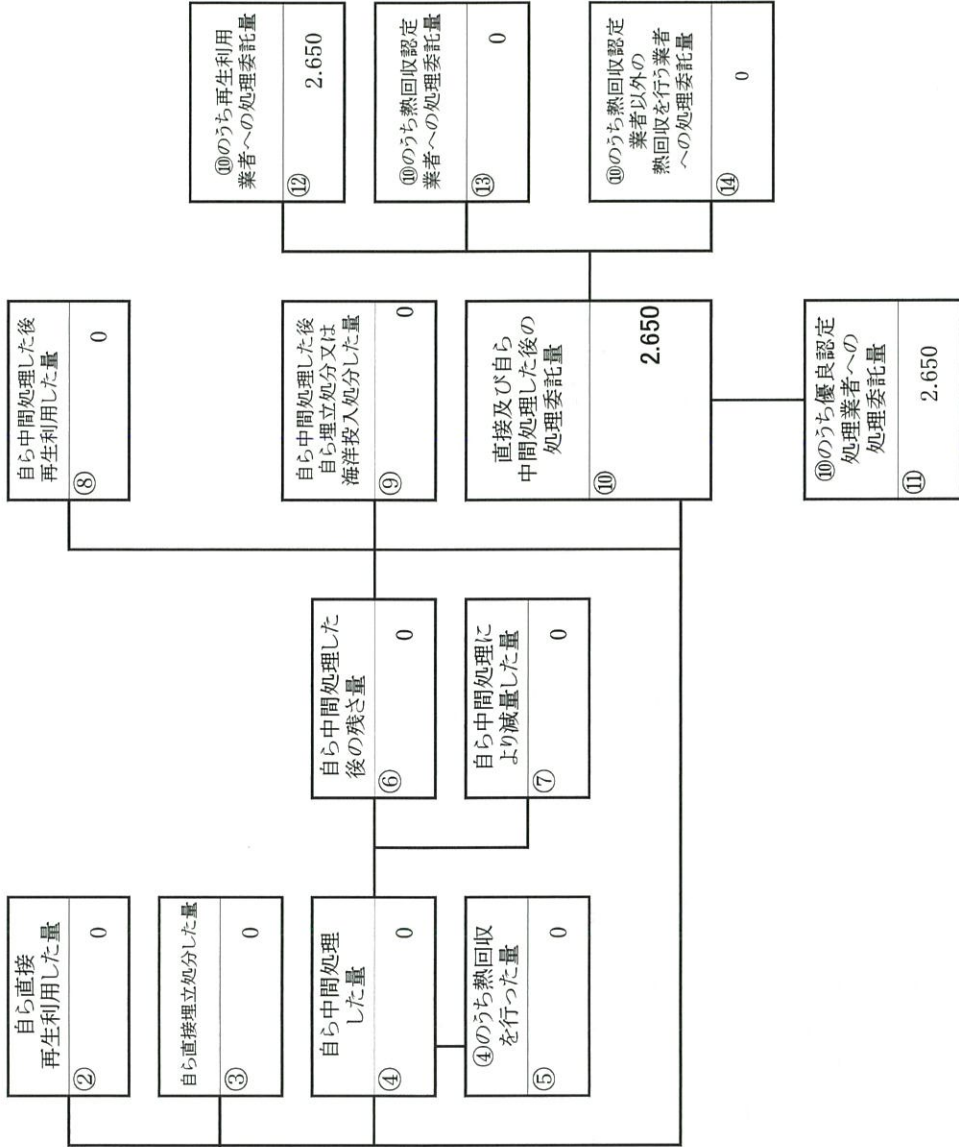 自ら直接
再生利用した量
②
0
自ら直接埋立処分した量
③
0
自ら中間処理
した量
④
0
④のうち熱回収
を行った量
⑤
0
自ら中間処理した
後の残さ量
⑥
0
自ら中間処理に
より減量した量
⑦
0
自ら中間処理した後
再生利用した量
⑧
0
自ら中間処理した後
自ら埋立処分又は
海洋投入処分した量
⑨
0
直接及び自ら
中間処理した後の
処理委託量
⑩
2.650
⑩のうち優良認定
処理業者への
処理委託量
⑪
2.650
⑩のうち再生利用
業者への処理委託量
⑫
2.650
⑩のうち熱回収認定
業者への処理委託量
⑬
0
⑩のうち熱回収認定
業者以外の
熱回収を行う業者
への処理委託量
⑭
0